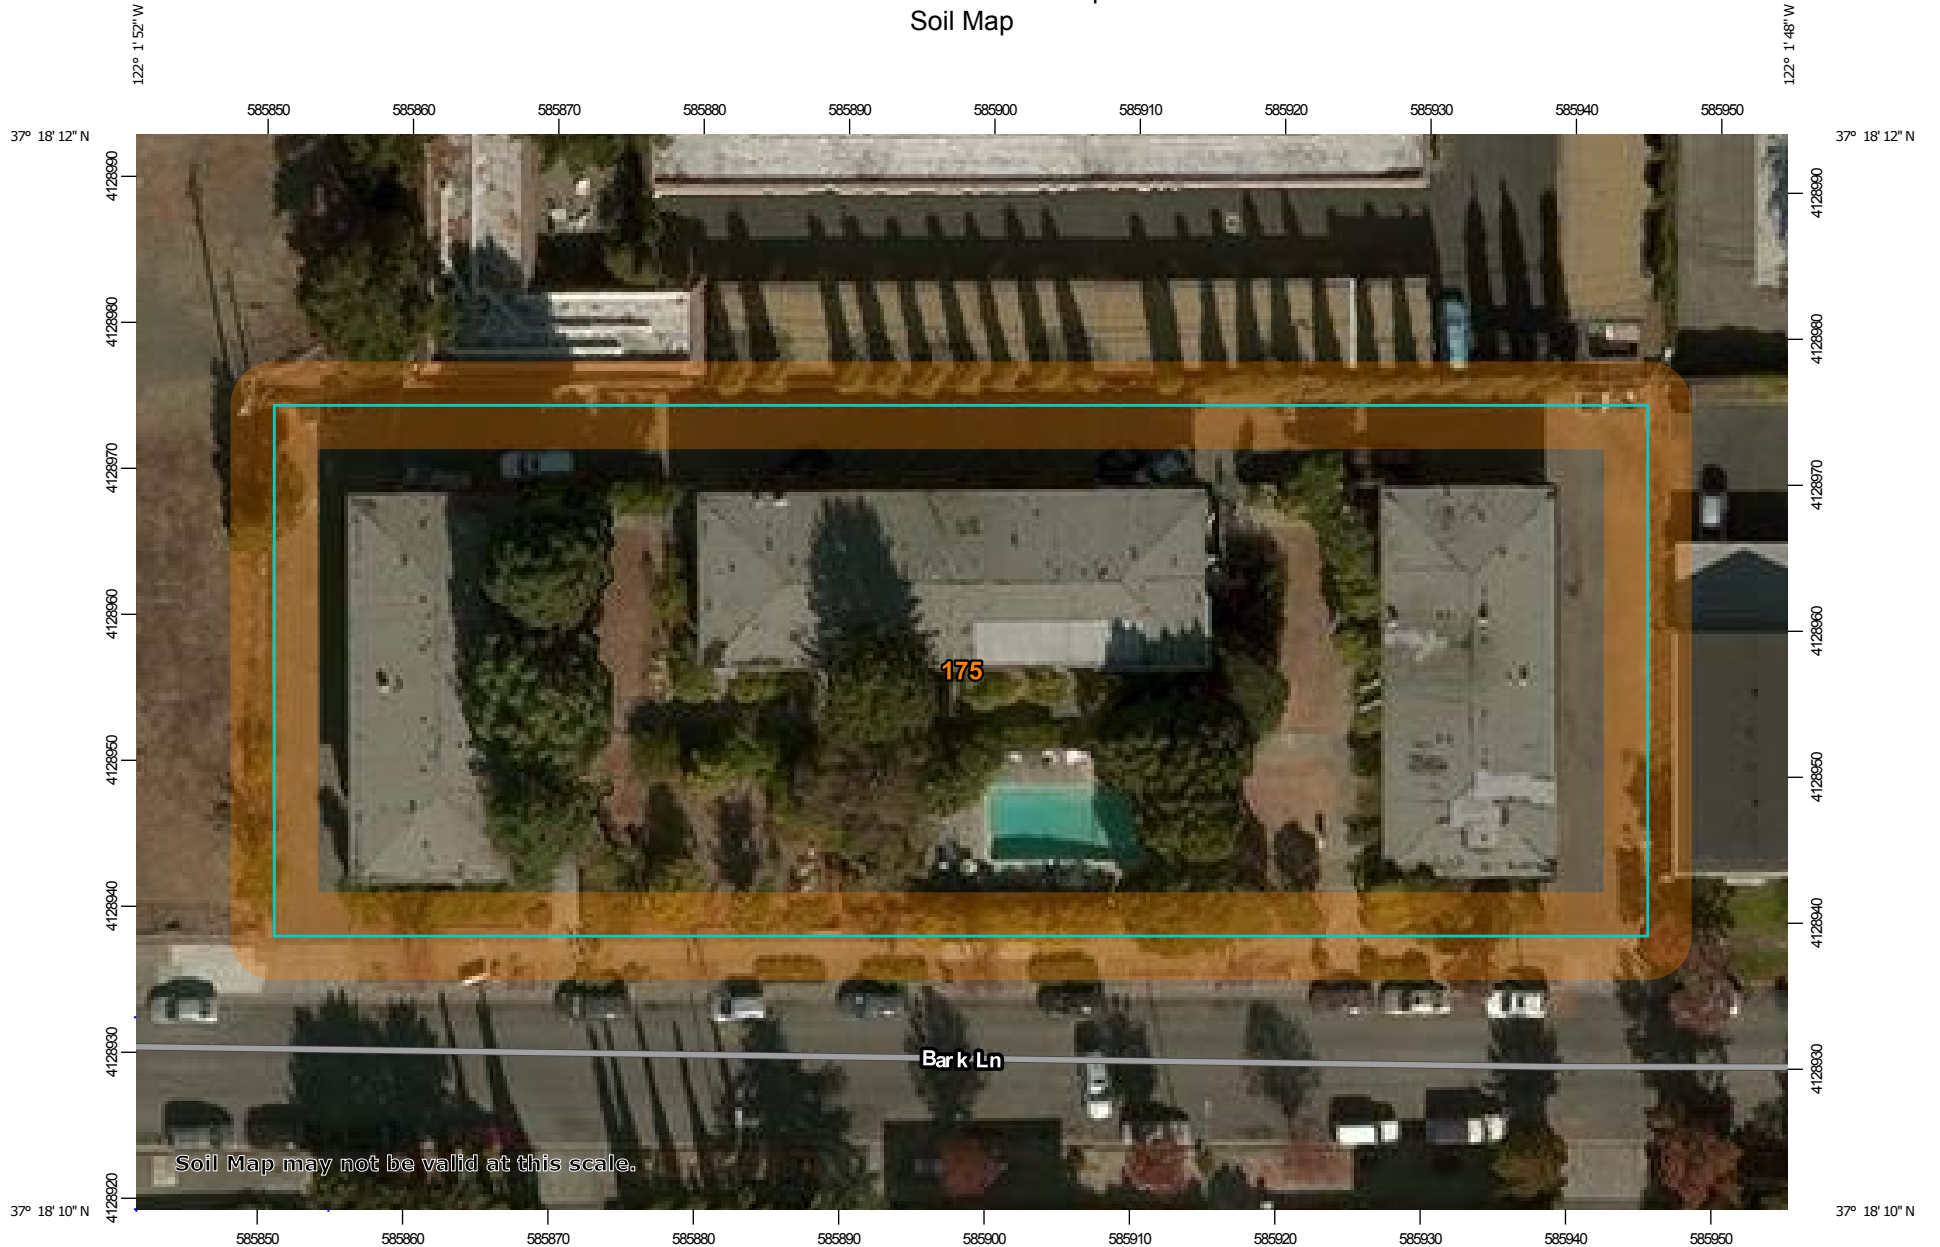 Soil Map
122° 1' 52" W
122° 1' 48" W
585850 585860 585870 585880 585890 585900 585910 585920 585930 585940 585950
37° 18' 12" N
37° 18' 12" N
4128990
4128980
4128970
4128960
4128950
4128940
4128930
4128920
4128990
4128980
4128970
4128960
4128950
4128940
4128930
175
Bark Ln
Soil Map may not be valid at this scale.
37° 18' 10" N
37° 18' 10" N
585850 585860 585870 585880 585890 585900 585910 585920 585930 585940 585950